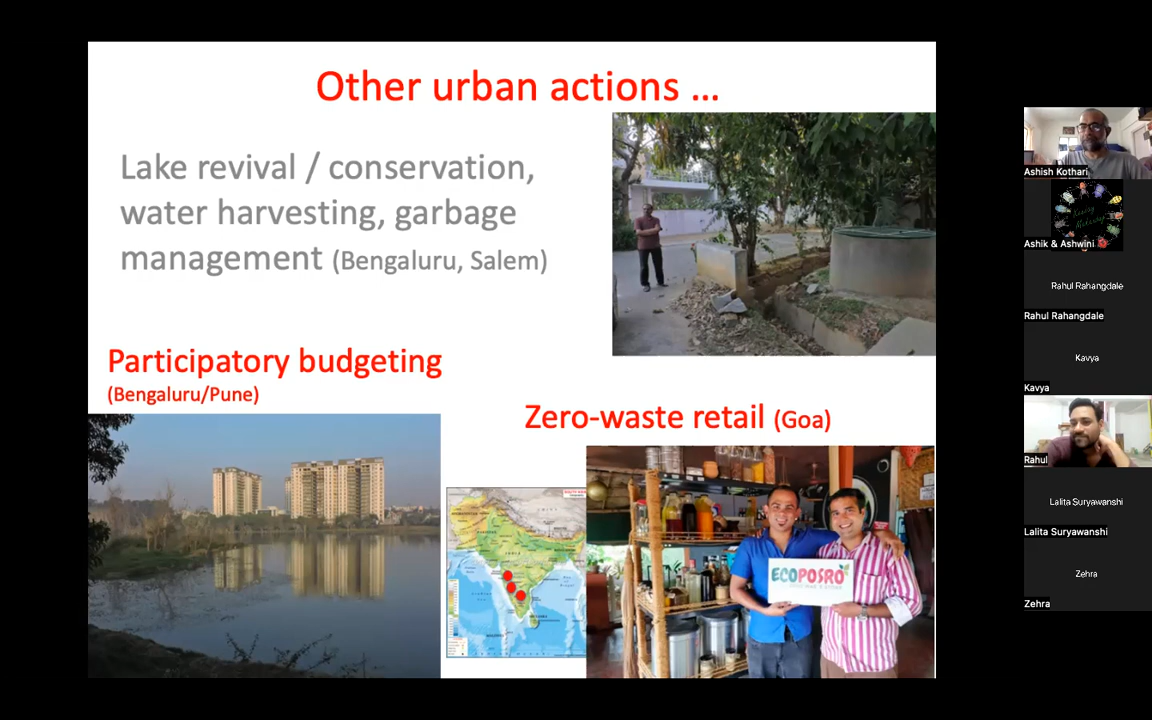 Other urban actions ...
Lake revival / conservation,
water harvesting, garbage
management (Bengaluru, Salem)
Participatory budgeting
(Bengaluru/Pune)
Zero-waste retail (Goa)
ECOPOSRO
Ashish Kothari
Ashik & Ashwini
Rahul Rahangdale
Rahul Rahangdale
Kavya
Kavya
Rahul
Lalita Suryawanshi
Lalita Suryawanshi
Zehra
Zehra